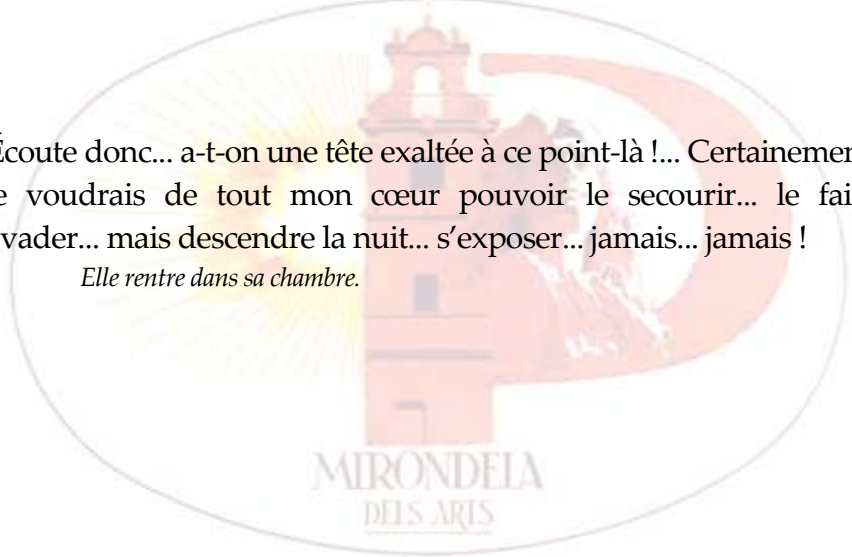 Écoute donc... a-t-on une tête exaltée à ce point-là !... Certainemen
e voudrais de tout mon cœur pouvoir le secourir... le fai
vader... mais descendre la nuit... s’exposer... jamais... jamais !
Elle rentre dans sa chambre.
MIRONDELA
DELS ARTS